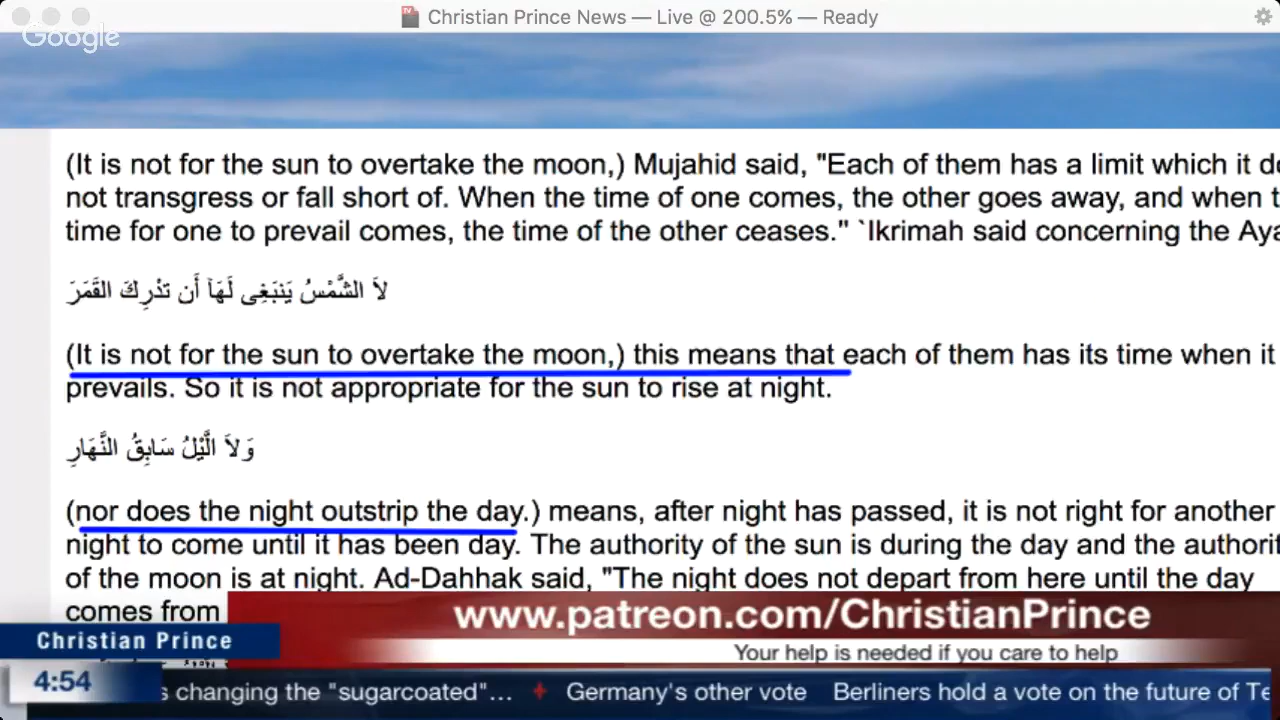 Christian Prince News — Live @ 200.5% — Ready
Google
(It is not for the sun to overtake the moon,) Mujahid said, "Each of them has a limit which it
not transgress or fall short of. When the time of one comes, the other goes away, and when
time for one to prevail comes, the time of the other ceases." `Ikrimah said concerning the
لاَ الشَّمْسُ يَنبَغِى لَهَآ أَن تدْرِكَ القَمَرَ
(It is not for the sun to overtake the moon,) this means that each of them has its time when it
prevails. So it is not appropriate for the sun to rise at night.
وَلاَ الَّيْلُ سَابِقُ النَّهَارِ
(nor does the night outstrip the day.) means, after night has passed, it is not right for another
night to come until it has been day. The authority of the sun is during the day and the
of the moon is at night. Ad-Dahhak said, "The night does not depart from here until the day
comes from
www.patreon.com/ChristianPrince
Christian Prince
Your help is needed if you care to help
4:54
changing the "sugarcoated"... Germany's other vote Berliners hold a vote on the future of